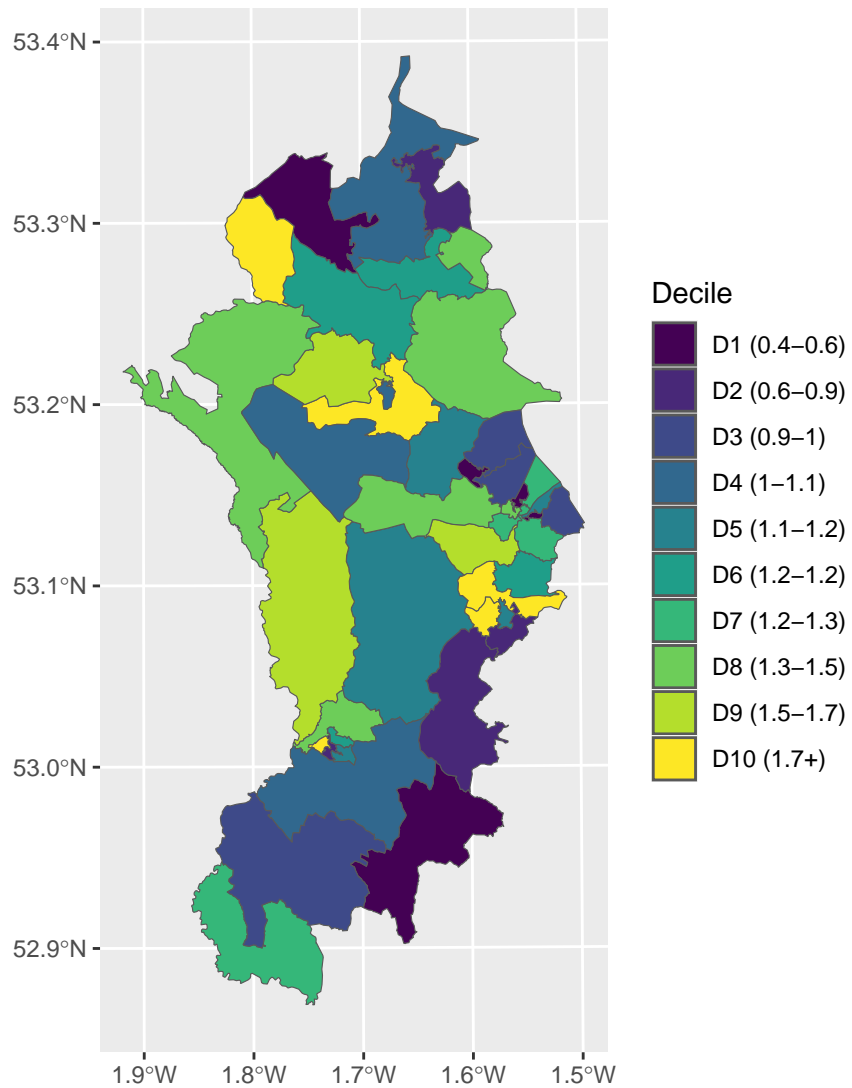 53.4°N
53.3°N
53.2°N
53.1°N
53.0°N
52.9°N
1.9°W 1.8°W 1.7°W 1.6°W 1.5°W
Decile
D1 (0.4−0.6)
D2 (0.6−0.9)
D3 (0.9−1)
D4 (1−1.1)
D5 (1.1−1.2)
D6 (1.2−1.2)
D7 (1.2−1.3)
D8 (1.3−1.5)
D9 (1.5−1.7)
D10 (1.7+)